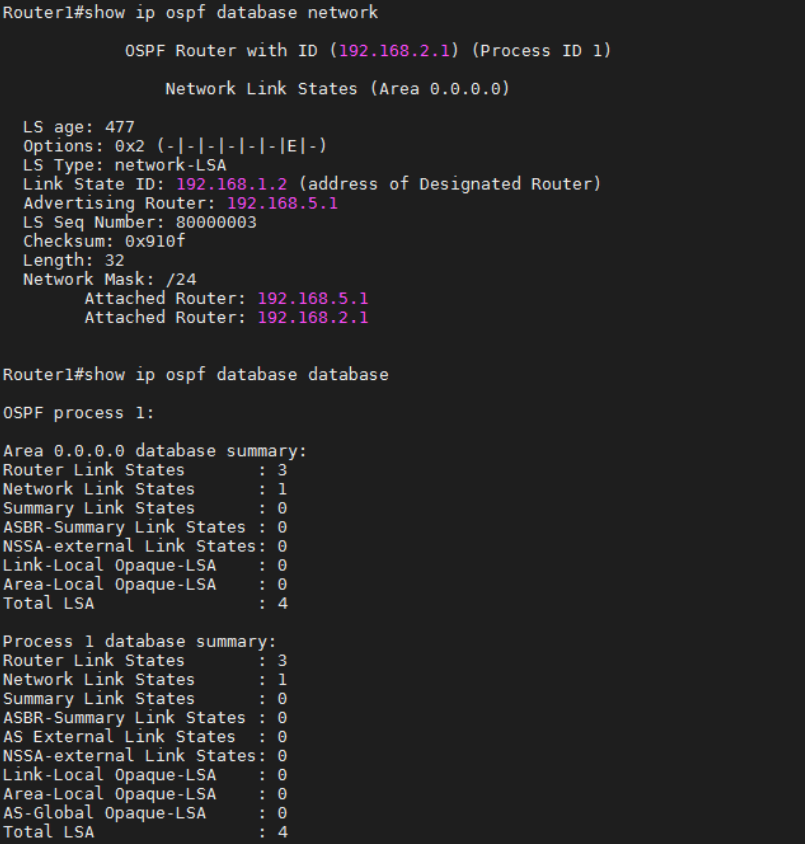 Router1#show ip ospf database network
OSPF Router with ID (192.168.2.1) (Process ID 1)
Network Link States (Area 0.0.0.0)
LS age: 477
Options: 0x2 (-|-|-|-|-|-|E|-)
LS Type: network-LSA
Link State ID: 192.168.1.2 (address of Designated Router)
Advertising Router: 192.168.5.1
LS Seq Number: 80000003
Checksum: 0x910f
Length: 32
Network Mask: /24
Attached Router: 192.168.5.1
Attached Router: 192.168.2.1
Router1#show ip ospf database database
OSPF process 1:
Area 0.0.0.0 database summary:
Router Link States : 3
Network Link States : 1
Summary Link States : 0
ASBR-Summary Link States : 0
NSSA-external Link States: 0
Link-Local Opaque-LSA : 0
Area-Local Opaque-LSA : 0
Total LSA : 4
Process 1 database summary:
Router Link States : 3
Network Link States : 1
Summary Link States : 0
ASBR-Summary Link States : 0
AS External Link States : 0
NSSA-external Link States: 0
Link-Local Opaque-LSA : 0
Area-Local Opaque-LSA : 0
AS-Global Opaque-LSA : 0
Total LSA : 4